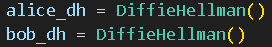 alice_dh = DiffieHellman()
bob_dh = DiffieHellman()